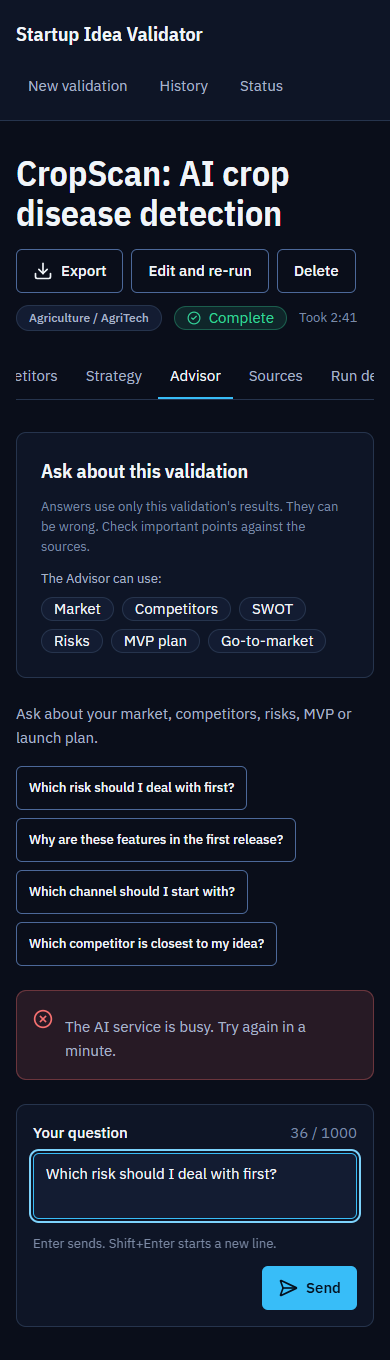 Startup Idea Validator
New validation History Status
CropScan: AI crop
disease detection
Export Edit and re-run Delete
Agriculture / AgriTech Complete Took 2:41
etitors Strategy Advisor Sources Run de
Ask about this validation
Answers use only this validation's results. They can
be wrong. Check important points against the
sources.
The Advisor can use:
Market Competitors SWOT
Risks MVP plan Go-to-market
Ask about your market, competitors, risks, MVP or
launch plan.
Which risk should I deal with first?
Why are these features in the first release?
Which channel should I start with?
Which competitor is closest to my idea?
The AI service is busy. Try again in a
minute.
Your question 36 / 1000
Which risk should I deal with first?
Enter sends. Shift+Enter starts a new line.
Send